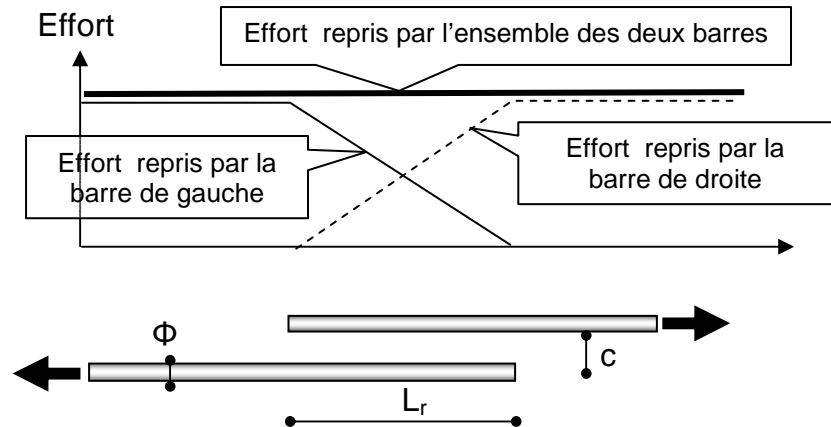 Effort
Effort repris par l'ensemble des deux barres
Effort repris par la
barre de gauche
Effort repris par la
barre de droite
Φ
c
Lr